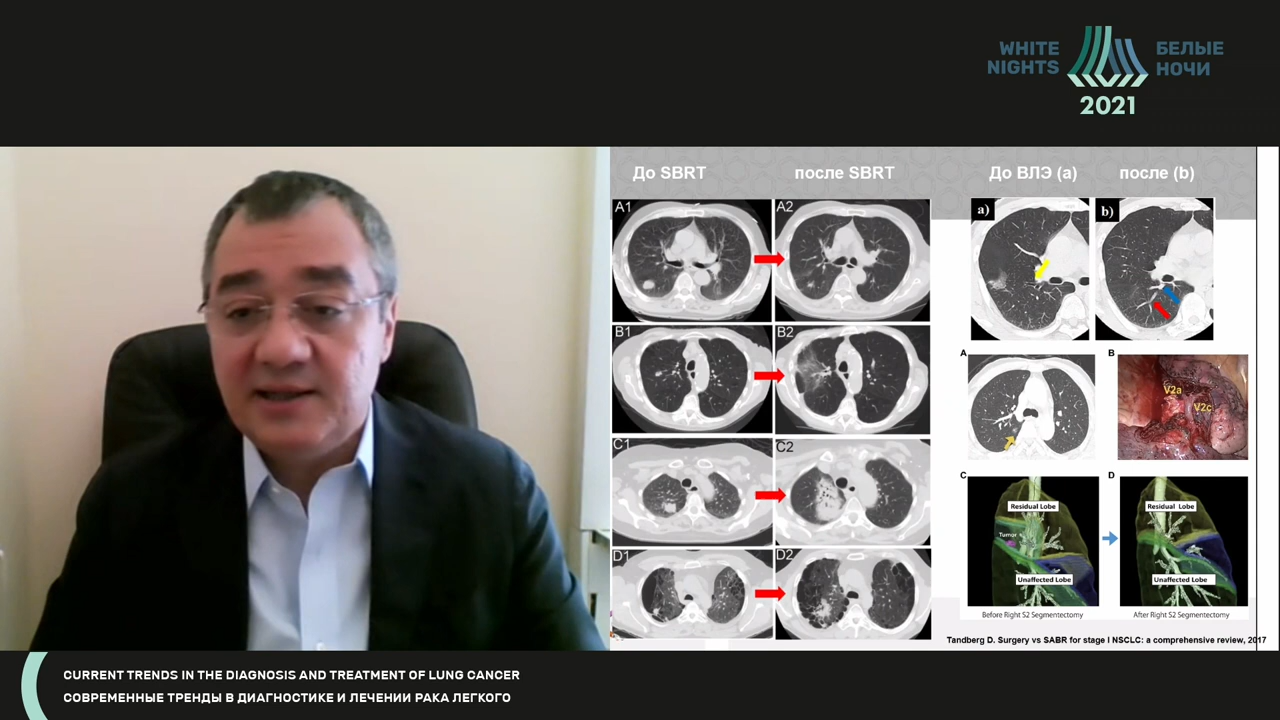 WHITE NIGHTS
БЕЛЫЕ НОЧИ
2021
До SBRT
после SBRT
До ВЛЭ (a)
после (b)
A1
A2
B1
B2
C1
C2
D1
D2
a)
b)
A
B
V2a
V2c
C
D
Residual Lobe
Tumor
Unaffected Lobe
Residual Lobe
Unaffected Lobe
Before Right S2 Segmentectomy
After Right S2 Segmentectomy
Tandberg D. Surgery vs SABR for stage I NSCLC: a comprehensive review, 2017
CURRENT TRENDS IN THE DIAGNOSIS AND TREATMENT OF LUNG CANCER
СОВРЕМЕННЫЕ ТРЕНДЫ В ДИАГНОСТИКЕ И ЛЕЧЕНИИ РАКА ЛЕГКОГО